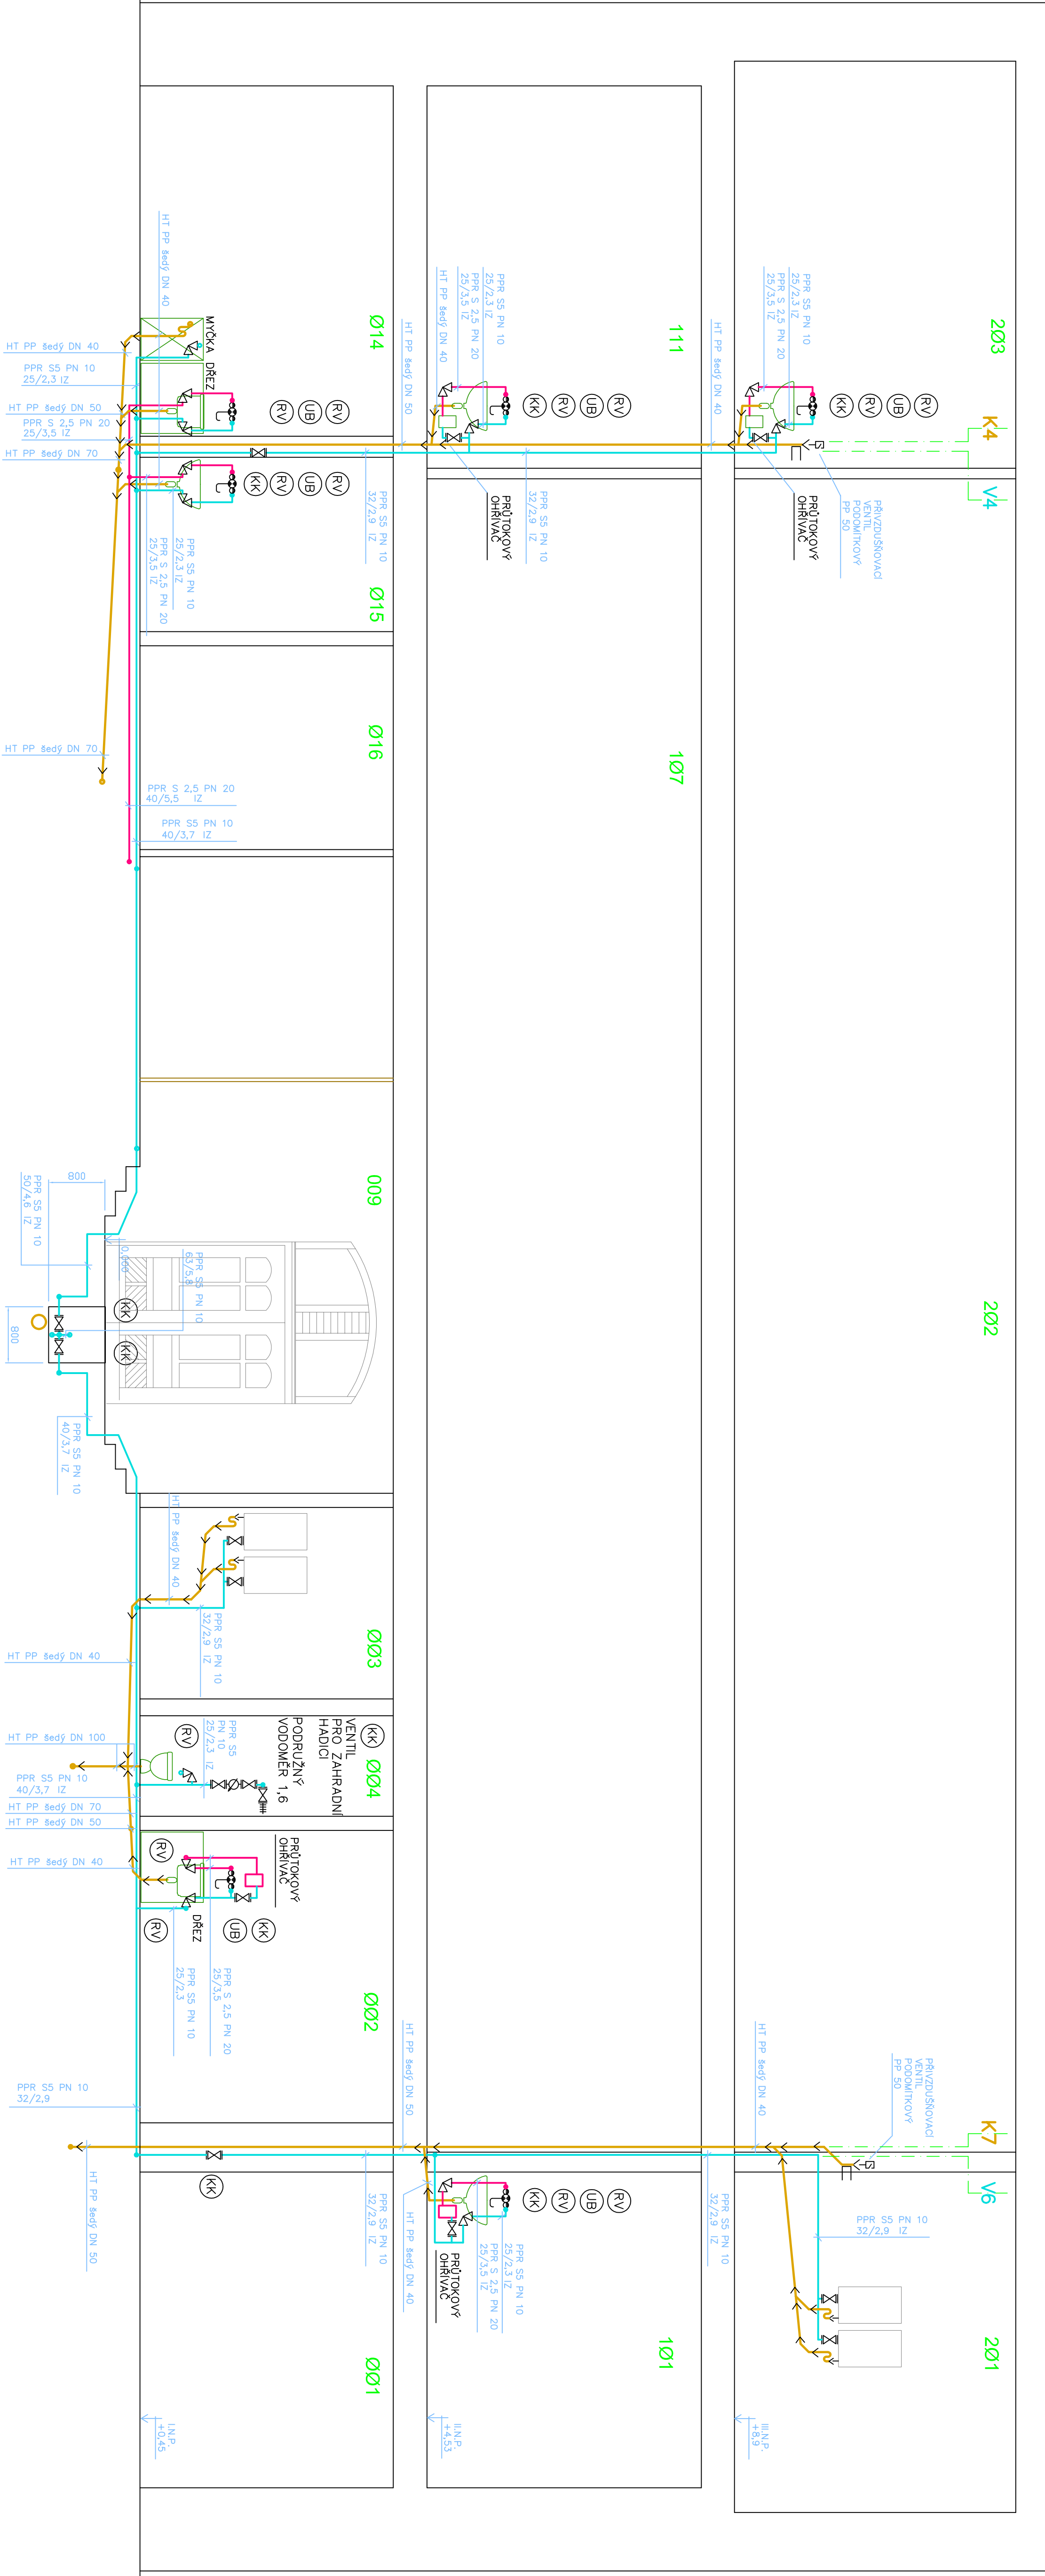 2Ø3
K4
V4
PPR S5 PN 10
25/2,3 IZ
PPR S 2,5 PN 20
25/3,5 IZ
KK
RV
UB
RV
HT PP šedý DN 40
PRŮTOKOVÝ
OHŘÍVAČ
PŘIVZDUŠŇOVACÍ
VENTIL
PODOMÍTKOVÝ
PP 50
2Ø2
PŘIVZDUŠŇOVACÍ
VENTIL
PODOMÍTKOVÝ
PP 50
K7
V6
HT PP šedý DN 40
PPR S5 PN 10
32/2,9 IZ
2Ø1
III.N.P.
+8,9
111
PPR S5 PN 10
25/2,3 IZ
PPR S 2,5 PN 20
25/3,5 IZ
HT PP šedý DN 40
HT PP šedý DN 50
KK
RV
UB
RV
PRŮTOKOVÝ
OHŘÍVAČ
PPR S5 PN 10
32/2,9 IZ
1Ø7
HT PP šedý DN 50
PPR S5 PN 10
32/2,9 IZ
KK
RV
UB
RV
PPR S5 PN 10
25/2,3 IZ
PPR S 2,5 PN 20
25/3,5 IZ
PRŮTOKOVÝ
OHŘÍVAČ
HT PP šedý DN 40
1Ø1
II.N.P.
+4,53
Ø14
HT PP šedý DN 40
MYČKA
DŘEZ
RV
UB
RV
KK
RV
UB
RV
PPR S5 PN 10
32/2,9 IZ
PPR S5 PN 10
25/2,3 IZ
PPR S 2,5 PN 20
25/3,5 IZ
Ø15
Ø16
HT PP šedý DN 40
PPR S5 PN 10
25/2,3 IZ
HT PP šedý DN 50
PPR S 2,5 PN 20
25/3,5 IZ
HT PP šedý DN 70
HT PP šedý DN 70
PPR S 2,5 PN 20
40/5,5 IZ
PPR S5 PN 10
40/3,7 IZ
009
800
PPR S5 PN 10
50/4,6 IZ
0,000
PPR S5 PN 10
63/5,8
KK
KK
800
PPR S5 PN 10
40/3,7 IZ
HT PP šedý DN 40
PPR S5 PN 10
32/2,9 IZ
ØØ3
HT PP šedý DN 40
HT PP šedý DN 100
KK
VENTIL
PRO ZAHRADNÍ
HADICI
PODRUŽNÝ
VODOMĚR 1,6
PPR S5
PN 10
25/2,3 IZ
RV
ØØ4
PPR S5 PN 10
40/3,7 IZ
HT PP šedý DN 70
HT PP šedý DN 50
HT PP šedý DN 40
PRŮTOKOVÝ
OHŘÍVAČ
RV
DŘEZ
KK
UB
RV
PPR S 2,5 PN 20
25/3,5
PPR S5 PN 10
25/2,3
ØØ2
PPR S5 PN 10
32/2,9
KK
HT PP šedý DN 50
PPR S5 PN 10
32/2,9 IZ
ØØ1
I.N.P.
+0,45